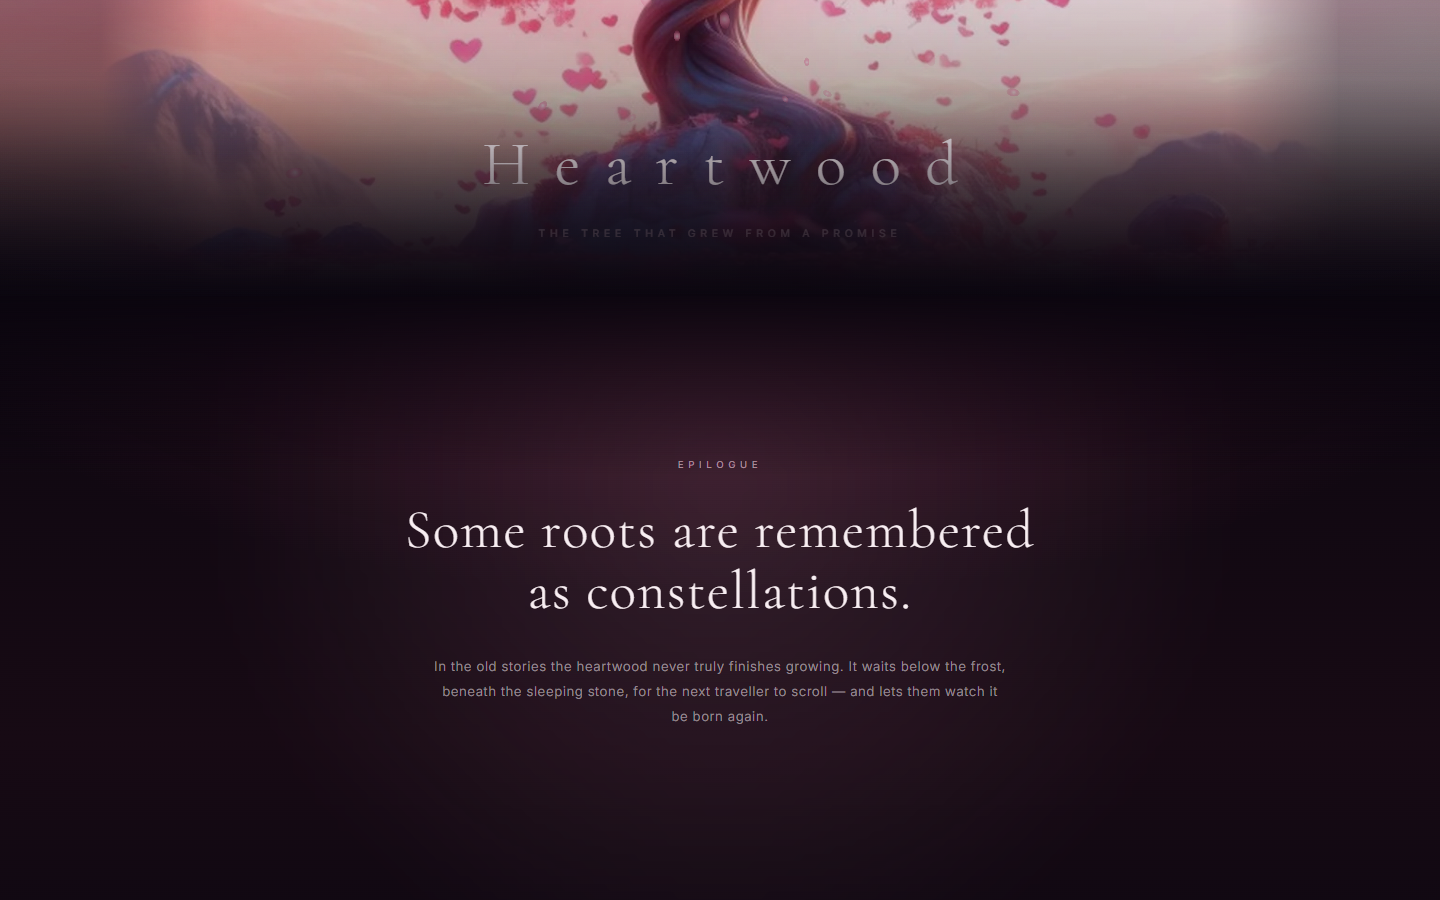 Heartwood
THE TREE THAT GREW FROM A PROMISE
EPILOGUE
Some roots are remembered
as constellations.
In the old stories the heartwood never truly finishes growing. It waits below the frost,
beneath the sleeping stone, for the next traveller to scroll — and lets them watch it
be born again.